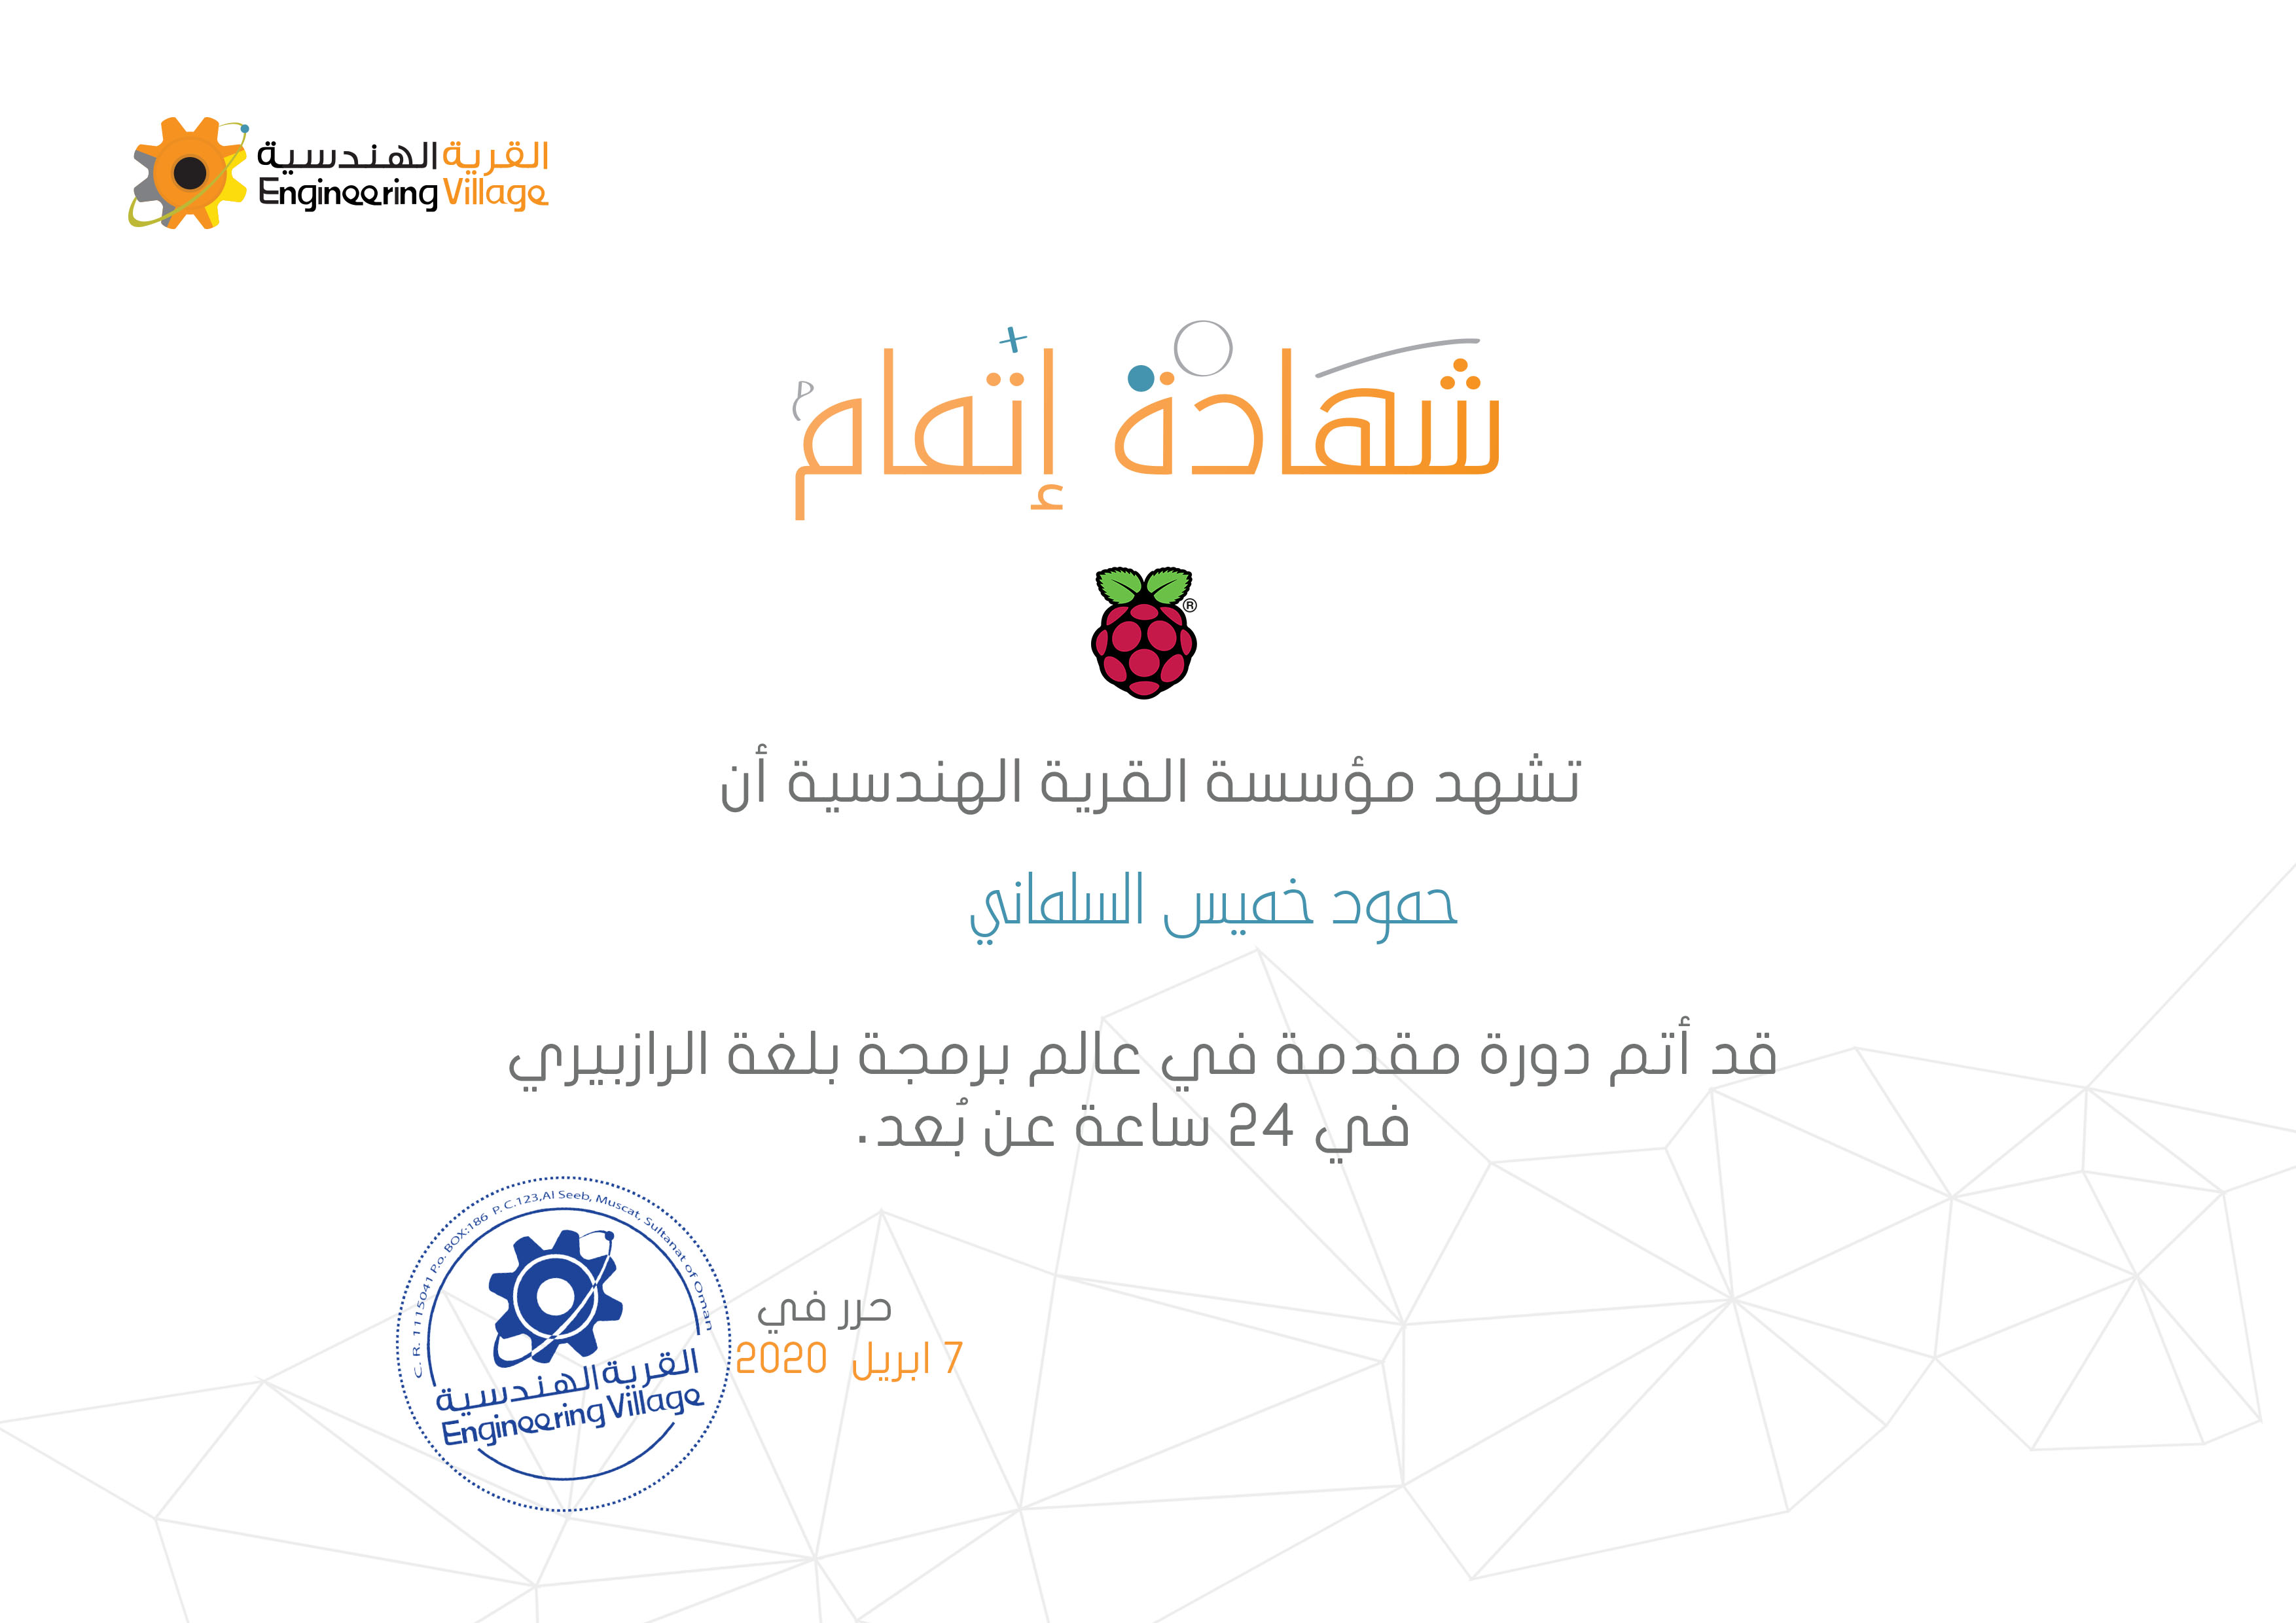 القرية الهندسية
Engineering Village
شهادة إتمام
®
تشهد مؤسسة القرية الهندسية أن
حمود خميس السلماني
قد أتم دورة مقدمة في عالم برمجة بلغة الرازبيري
في 24 ساعة عن بُعد.
حرر في
7 ابريل 2020
C. R. 1115041 P.o. BOX:186 P.C.123,Al Seeb, Muscat, Sultanat of Oman
القرية الهندسية
Engineering Village